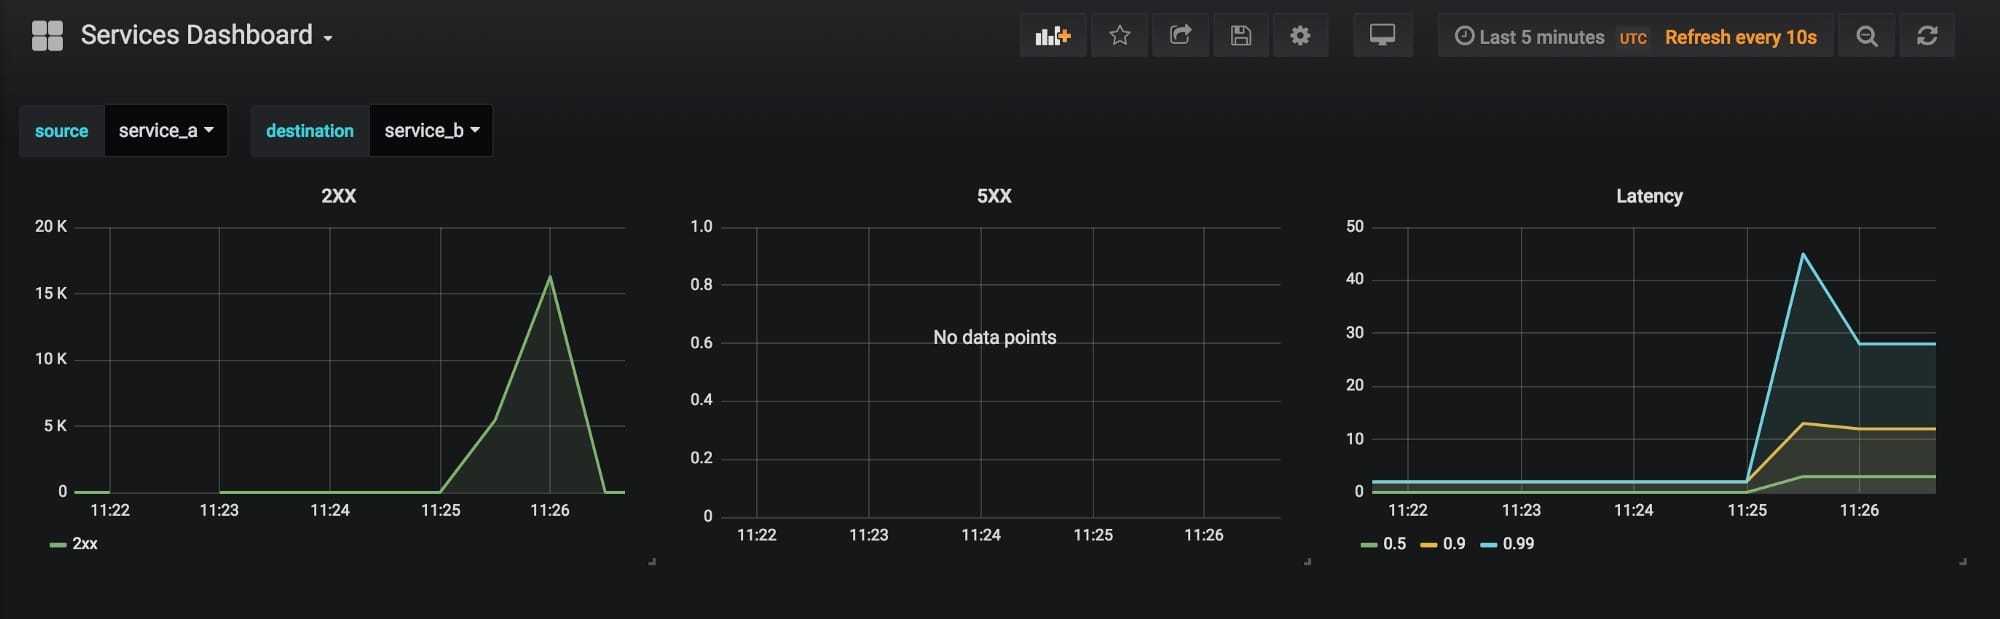 Services Dashboard
Last 5 minutes UTC Refresh every 10s
source service_a destination service_b
2XX
20 K
15 K
10 K
5 K
0
11:22 11:23 11:24 11:25 11:26
2xx
5XX
1.0
0.8
0.6
0.4
0.2
0
No data points
11:22 11:23 11:24 11:25 11:26
Latency
50
40
30
20
10
0
11:22 11:23 11:24 11:25 11:26
0.5 0.9 0.99